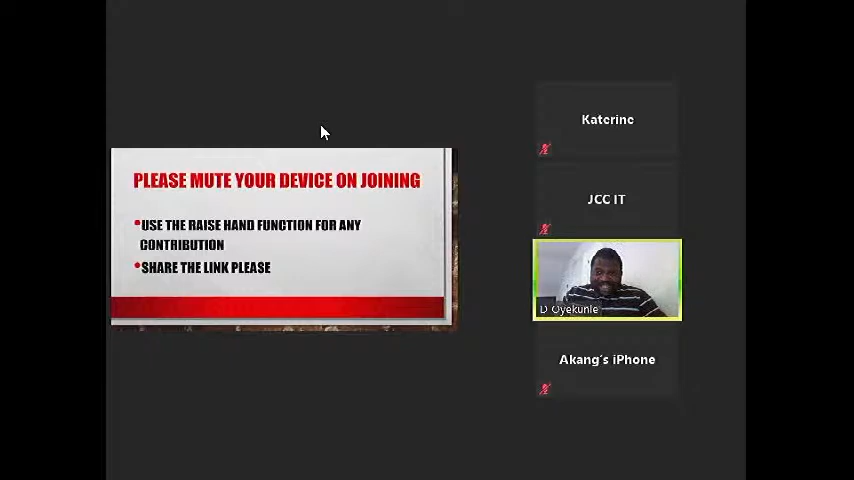 PLEASE MUTE YOUR DEVICE ON JOINING
•USE THE RAISE HAND FUNCTION FOR ANY
CONTRIBUTION
•SHARE THE LINK PLEASE
Katerine
JCC IT
D Oyekunle
Akang's iPhone